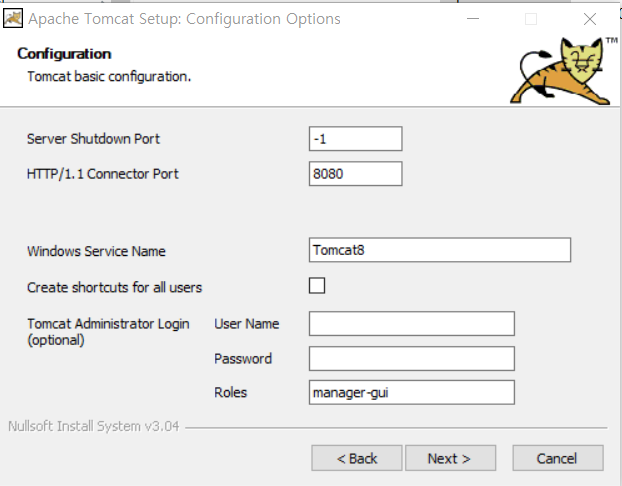 Apache Tomcat Setup: Configuration Options
Configuration
Tomcat basic configuration.
TM
Server Shutdown Port
-1
HTTP/1.1 Connector Port
8080
Windows Service Name
Tomcat8
Create shortcuts for all users
Tomcat Administrator Login
(optional)
User Name
Password
Roles
manager-gui
Nullsoft Install System v3.04
< Back
Next >
Cancel